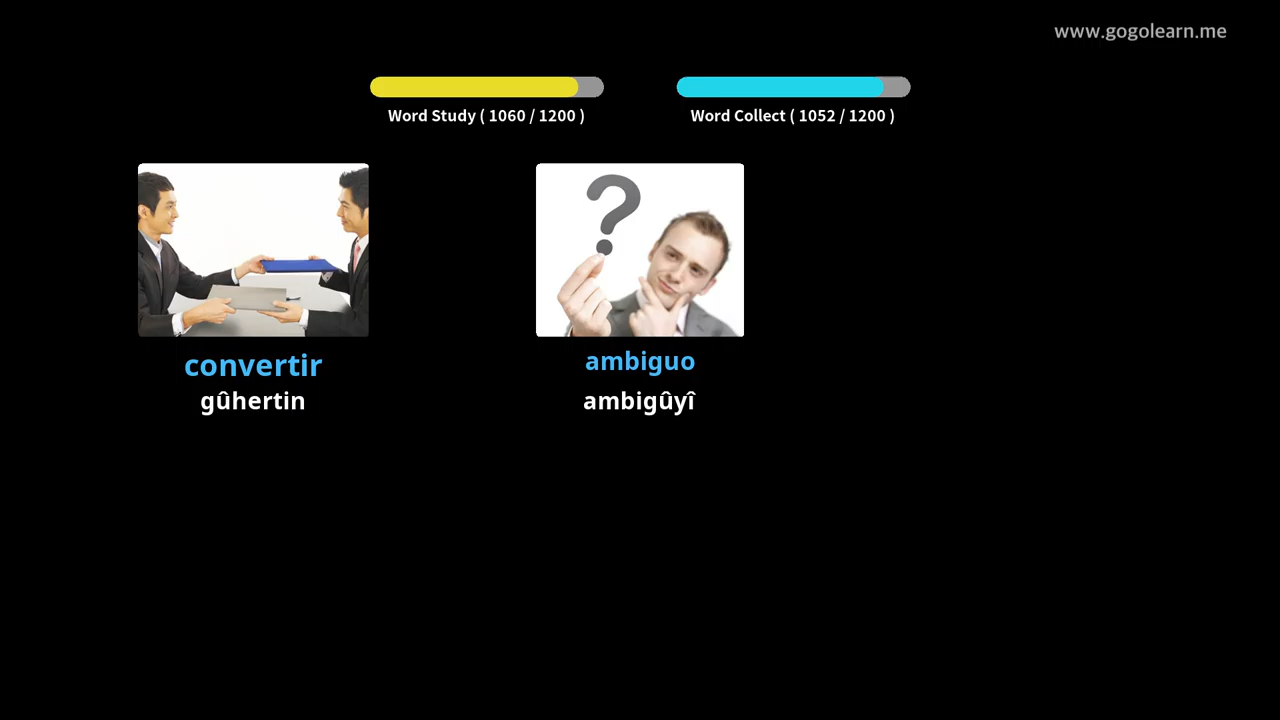 www.gogolearn.me
Word Study ( 1060 / 1200 )
Word Collect ( 1052 / 1200 )
convertir
gûhertin
ambiguo
ambigûyî